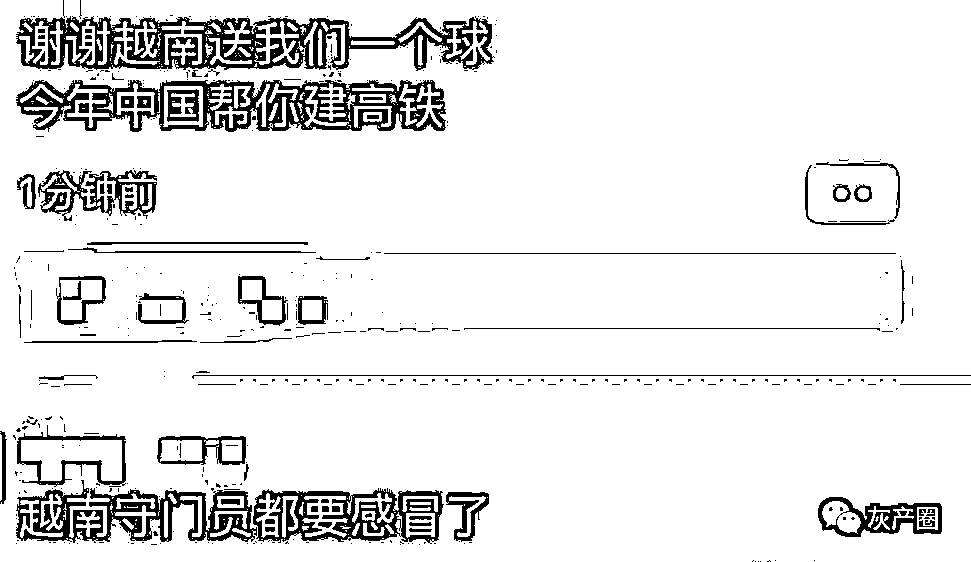 谢谢越南送我们一个球
今年中国帮你建高铁
1分钟前
越南守门员都要感冒了
灰产圈